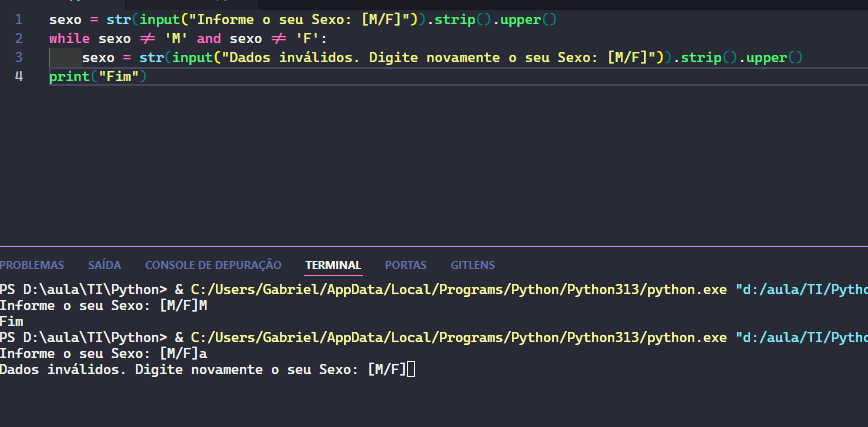 1 sexo = str(input("Informe o seu Sexo: [M/F]")).strip().upper()
2 while sexo != 'M' and sexo != 'F':
3 sexo = str(input("Dados inválidos. Digite novamente o seu Sexo: [M/F]")).strip().upper()
4 print("Fim")
PROBLEMAS SAÍDA CONSOLE DE DEPURAÇÃO TERMINAL PORTAS GITLENS
PS D:\aula\TI\Python> & C:/Users/Gabriel/AppData/Local/Programs/Python/Python313/python.exe "d:/aula/TI/Pytho
Informe o seu Sexo: [M/F]M
Fim
PS D:\aula\TI\Python> & C:/Users/Gabriel/AppData/Local/Programs/Python/Python313/python.exe "d:/aula/TI/Pytho
Informe o seu Sexo: [M/F]a
Dados inválidos. Digite novamente o seu Sexo: [M/F]